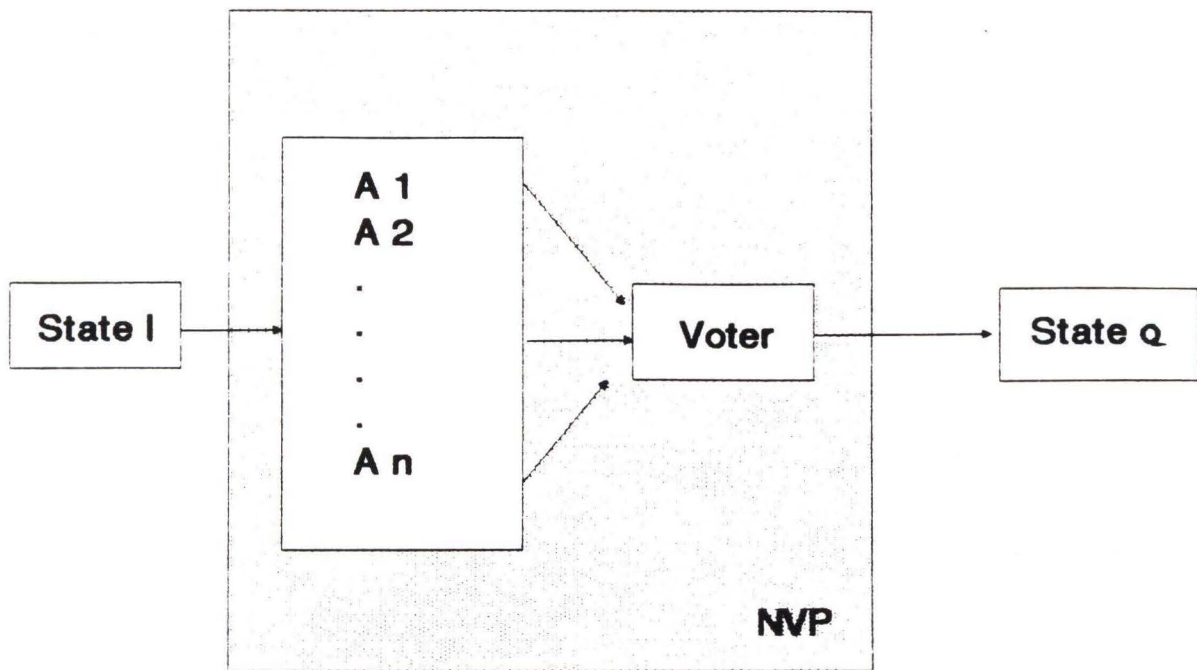 A 1
A 2
.
.
.
.
A n
State I
Voter
State Q
NVP